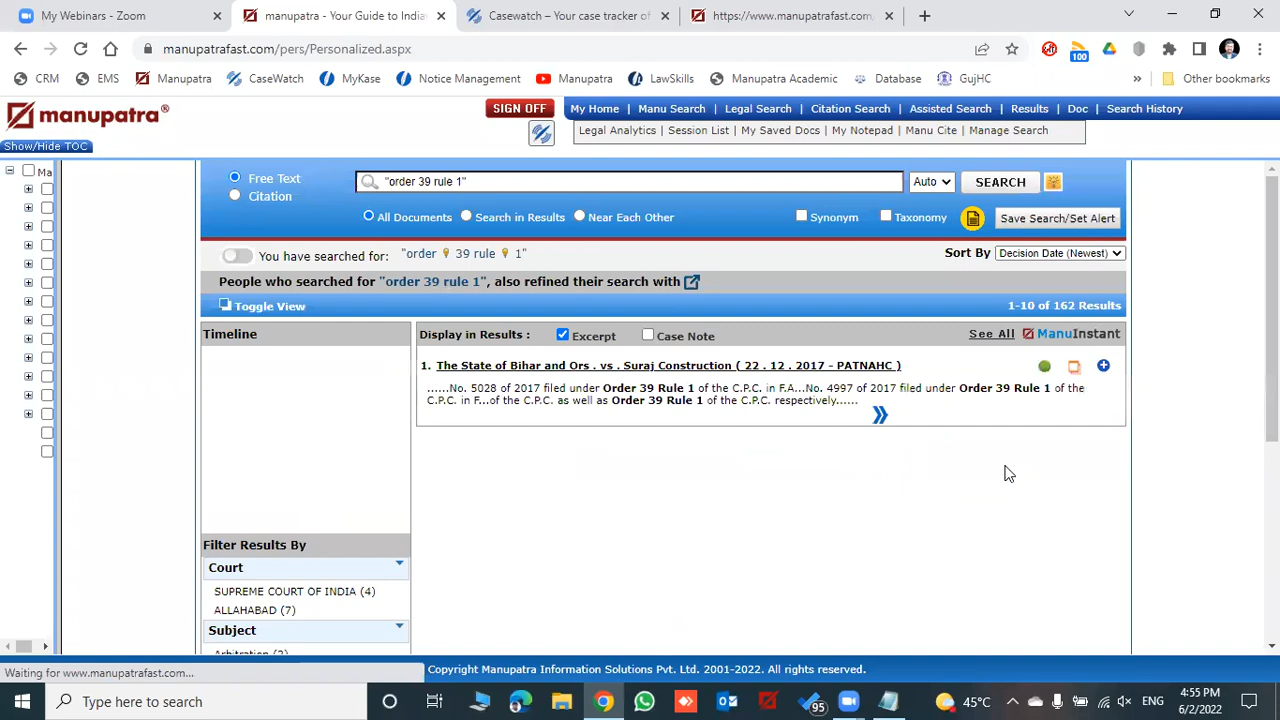 My Webinars - Zoom
manupatra - Your Guide to India
Casewatch – Your case tracker of
https://www.manupatrafast.com,
manupatrafast.com/pers/Personalized.aspx
100
CRM
EMS
Manupatra
CaseWatch
MyKase
Notice Management
Manupatra
LawSkills
Manupatra Academic
Database
GujHC
Other bookmarks
manupatra®
SIGN OFF
My Home | Manu Search | Legal Search | Citation Search | Assisted Search | Results | Doc | Search History
Legal Analytics | Session List | My Saved Docs | My Notepad | Manu Cite | Manage Search
Show/Hide TOC
Ma
Free Text
"order 39 rule 1"
Auto
SEARCH
Citation
All Documents
Search in Results
Near Each Other
Synonym
Taxonomy
Save Search/Set Alert
You have searched for: "order 39 rule 1"
Sort By
Decision Date (Newest)
People who searched for "order 39 rule 1", also refined their search with
Toggle View
1-10 of 162 Results
Timeline
Display in Results :
Excerpt
Case Note
See All
ManuInstant
1. The State of Bihar and Ors . vs . Suraj Construction ( 22 . 12 . 2017 - PATNAHC )
......No. 5028 of 2017 filed under Order 39 Rule 1 of the C.P.C. in F.A...No. 4997 of 2017 filed under Order 39 Rule 1 of the
C.P.C. in F...of the C.P.C. as well as Order 39 Rule 1 of the C.P.C. respectively......
Filter Results By
Court
SUPREME COURT OF INDIA (4)
ALLAHABAD (7)
Subject
Arbitration (2)
Waiting for www.manupatrafast.com...
Copyright Manupatra Information Solutions Pvt. Ltd. 2001-2022. All rights reserved.
Type here to search
95
45°C
ENG
4:55 PM
6/2/2022